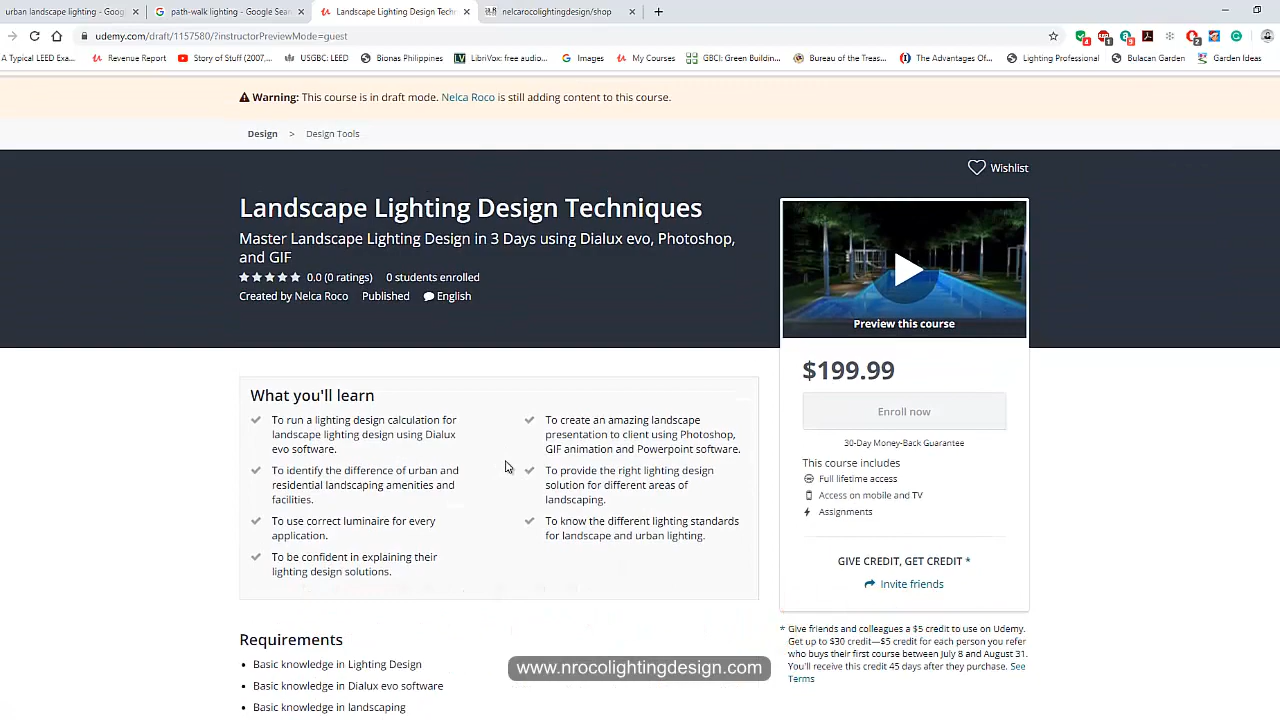 urban landscape lighting - Goog
path-walk lighting - Google Sear
Landscape Lighting Design Techn
nelcarocolightingdesign/shop
udemy.com/draft/1157580/?instructorPreviewMode=guest
A Typical LEED Exa...
Revenue Report
Story of Stuff (2007,...
USGBC: LEED
Bionas Philippines
LibriVox: free audio...
Images
My Courses
GBCI: Green Buildin...
Bureau of the Treas...
The Advantages Of...
Lighting Professional
Bulacan Garden
Garden Ideas
Warning: This course is in draft mode. Nelca Roco is still adding content to this course.
Design > Design Tools
Wishlist
Landscape Lighting Design Techniques
Master Landscape Lighting Design in 3 Days using Dialux evo, Photoshop,
and GIF
0.0 (0 ratings) 0 students enrolled
Created by Nelca Roco Published English
Preview this course
$199.99
Enroll now
30-Day Money-Back Guarantee
This course includes
Full lifetime access
Access on mobile and TV
Assignments
GIVE CREDIT, GET CREDIT *
Invite friends
* Give friends and colleagues a $5 credit to use on Udemy.
Get up to $30 credit—$5 credit for each person you refer
who buys their first course between July 8 and August 31.
You'll receive this credit 45 days after they purchase. See
Terms
What you'll learn
To run a lighting design calculation for
landscape lighting design using Dialux
evo software.
To identify the difference of urban and
residential landscaping amenities and
facilities.
To use correct luminaire for every
application.
To be confident in explaining their
lighting design solutions.
To create an amazing landscape
presentation to client using Photoshop,
GIF animation and Powerpoint software.
To provide the right lighting design
solution for different areas of
landscaping.
To know the different lighting standards
for landscape and urban lighting.
Requirements
Basic knowledge in Lighting Design
Basic knowledge in Dialux evo software
Basic knowledge in landscaping
www.nrocolightingdesign.com